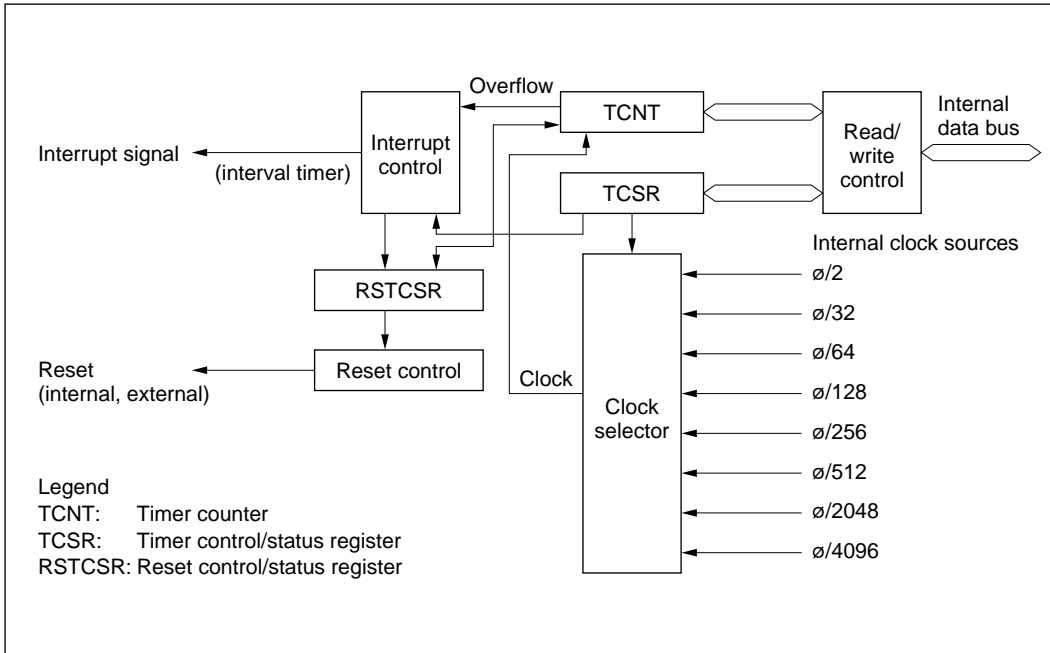 Overflow
TCNT
Interrupt
control
Read/
write
control
Internal
data bus
Interrupt signal
(interval timer)
TCSR
Internal clock sources
RSTCSR
ø/2
ø/32
ø/64
Reset
(internal, external)
Reset control
Clock
Clock
selector
ø/128
ø/256
ø/512
ø/2048
ø/4096
Legend
TCNT: Timer counter
TCSR: Timer control/status register
RSTCSR: Reset control/status register